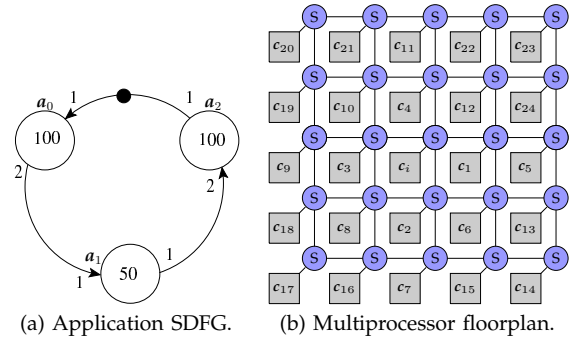 a₀ 1 1 a₂
100 100
2 2
a₁
1 50 1
(a) Application SDFG.
S S S S S
c₂₀ c₂₁ c₁₁ c₂₂ c₂₃
S S S S S
c₁₉ c₁₀ c₄ c₁₂ c₂₄
S S S S S
c₉ c₃ cᵢ c₁ c₅
S S S S S
c₁₈ c₈ c₂ c₆ c₁₃
S S S S S
c₁₇ c₁₆ c₇ c₁₅ c₁₄
(b) Multiprocessor floorplan.